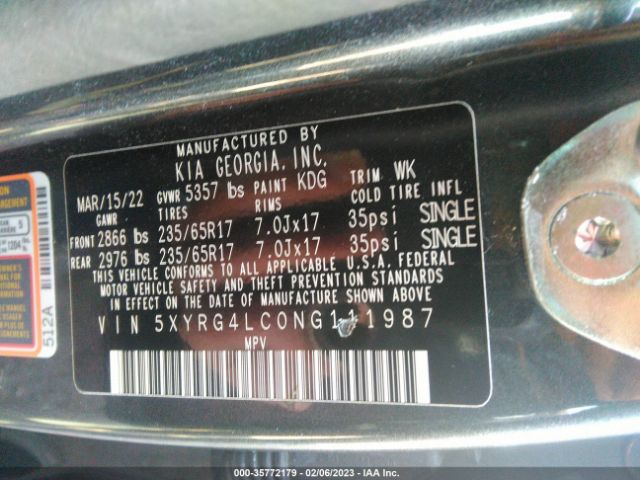 MANUFACTURED BY
KIA GEORGIA, INC.
MAR/15/22 GVWR 5357 lbs PAINT KDG TRIM WK
GAWR TIRES RIMS COLD TIRE INFL
FRONT 2866 lbs 235/65R17 7.0Jx17 35psi SINGLE
REAR 2976 lbs 235/65R17 7.0Jx17 35psi SINGLE
THIS VEHICLE CONFORMS TO ALL APPLICABLE U.S.A. FEDERAL
MOTOR VEHICLE SAFETY AND THEFT PREVENTION STANDARDS
IN EFFECT ON THE DATE OF MANUFACTURE SHOWN ABOVE
VIN 5XYRG4LC0NG111987
MPV
512A
000-35772179 - 02/06/2023 - IAA Inc.